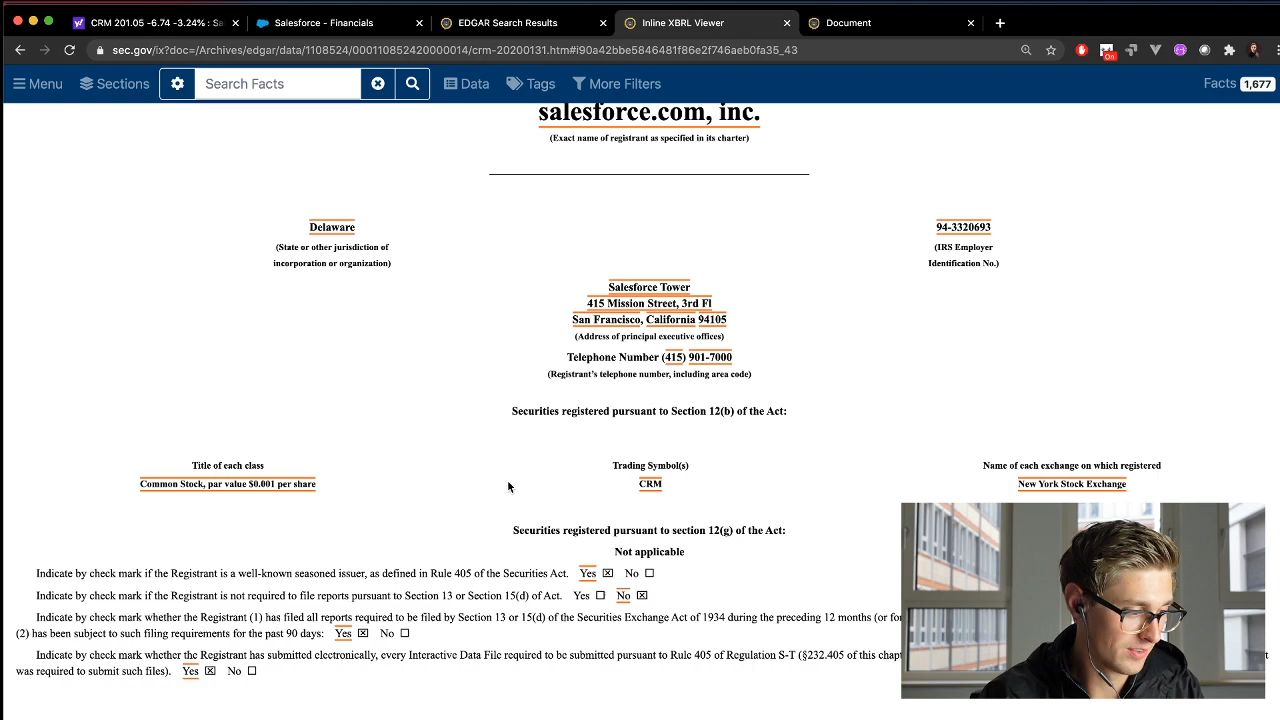 CRM 201.05 -6.74 -3.24% : Sa
Salesforce - Financials
EDGAR Search Results
Inline XBRL Viewer
Document
sec.gov/ix?doc=/Archives/edgar/data/1108524/000110852420000014/crm-20200131.htm#i90a42bbe5846481f86e2f746aeb0fa35_43
On
Menu
Sections
Search Facts
Data
Tags
More Filters
Facts 1,677
salesforce.com, inc.
(Exact name of registrant as specified in its charter)
Delaware
94-3320693
(State or other jurisdiction of
incorporation or organization)
(IRS Employer
Identification No.)
Salesforce Tower
415 Mission Street, 3rd Fl
San Francisco, California 94105
(Address of principal executive offices)
Telephone Number (415) 901-7000
(Registrant's telephone number, including area code)
Securities registered pursuant to Section 12(b) of the Act:
Title of each class
Trading Symbol(s)
Name of each exchange on which registered
Common Stock, par value $0.001 per share
CRM
New York Stock Exchange
Securities registered pursuant to section 12(g) of the Act:
Not applicable
Indicate by check mark if the Registrant is a well-known seasoned issuer, as defined in Rule 405 of the Securities Act. Yes ☒ No ☐
Indicate by check mark if the Registrant is not required to file reports pursuant to Section 13 or Section 15(d) of Act. Yes ☐ No ☒
Indicate by check mark whether the Registrant (1) has filed all reports required to be filed by Section 13 or 15(d) of the Securities Exchange Act of 1934 during the preceding 12 months (or for
(2) has been subject to such filing requirements for the past 90 days: Yes ☒ No ☐
Indicate by check mark whether the Registrant has submitted electronically, every Interactive Data File required to be submitted pursuant to Rule 405 of Regulation S-T (§232.405 of this chapt
was required to submit such files). Yes ☒ No ☐